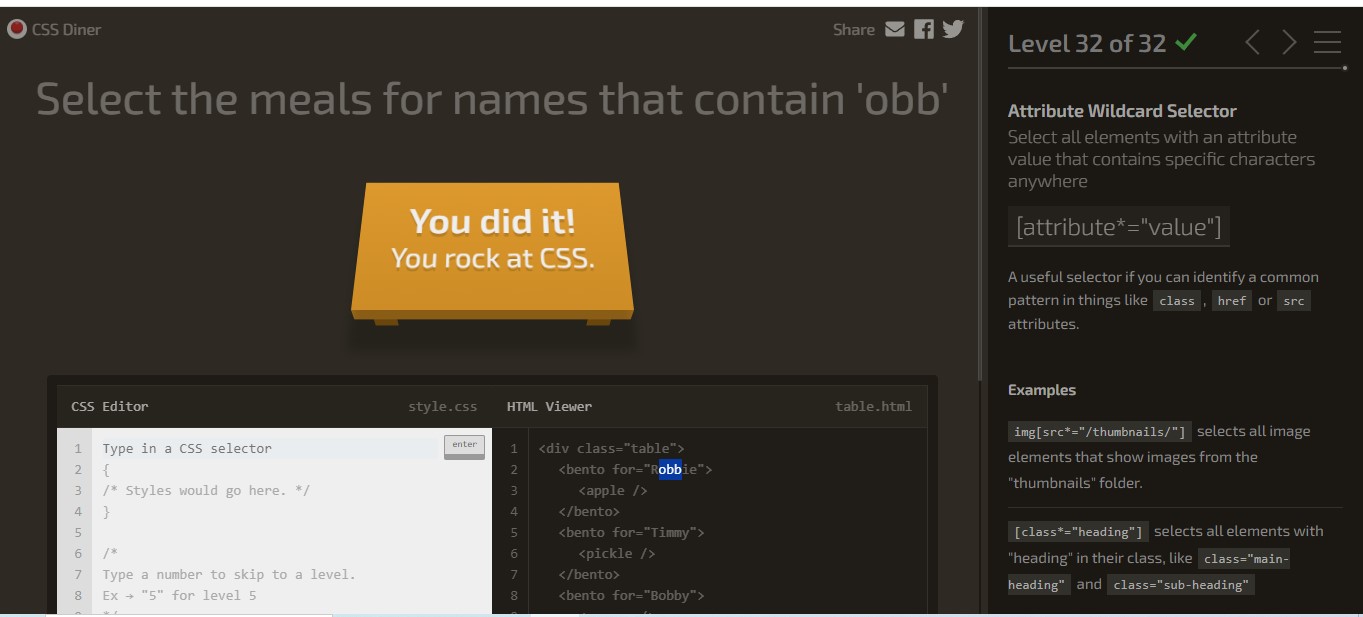 CSS Diner
Share
Select the meals for names that contain 'obb'
You did it!
You rock at CSS.
CSS Editor
style.css
1 Type in a CSS selector
enter
2 {
3 /* Styles would go here. */
4 }
5
6 /*
7 Type a number to skip to a level.
8 Ex → "5" for level 5
HTML Viewer
table.html
1 <div class="table">
2 <bento for="Robbie">
3 <apple />
4 </bento>
5 <bento for="Timmy">
6 <pickle />
7 </bento>
8 <bento for="Bobby">
Level 32 of 32
Attribute Wildcard Selector
Select all elements with an attribute
value that contains specific characters
anywhere
[attribute*="value"]
A useful selector if you can identify a common
pattern in things like class , href or src
attributes.
Examples
img[src*="/thumbnails/"] selects all image
elements that show images from the
"thumbnails" folder.
[class*="heading"] selects all elements with
"heading" in their class, like class="main-
heading" and class="sub-heading"